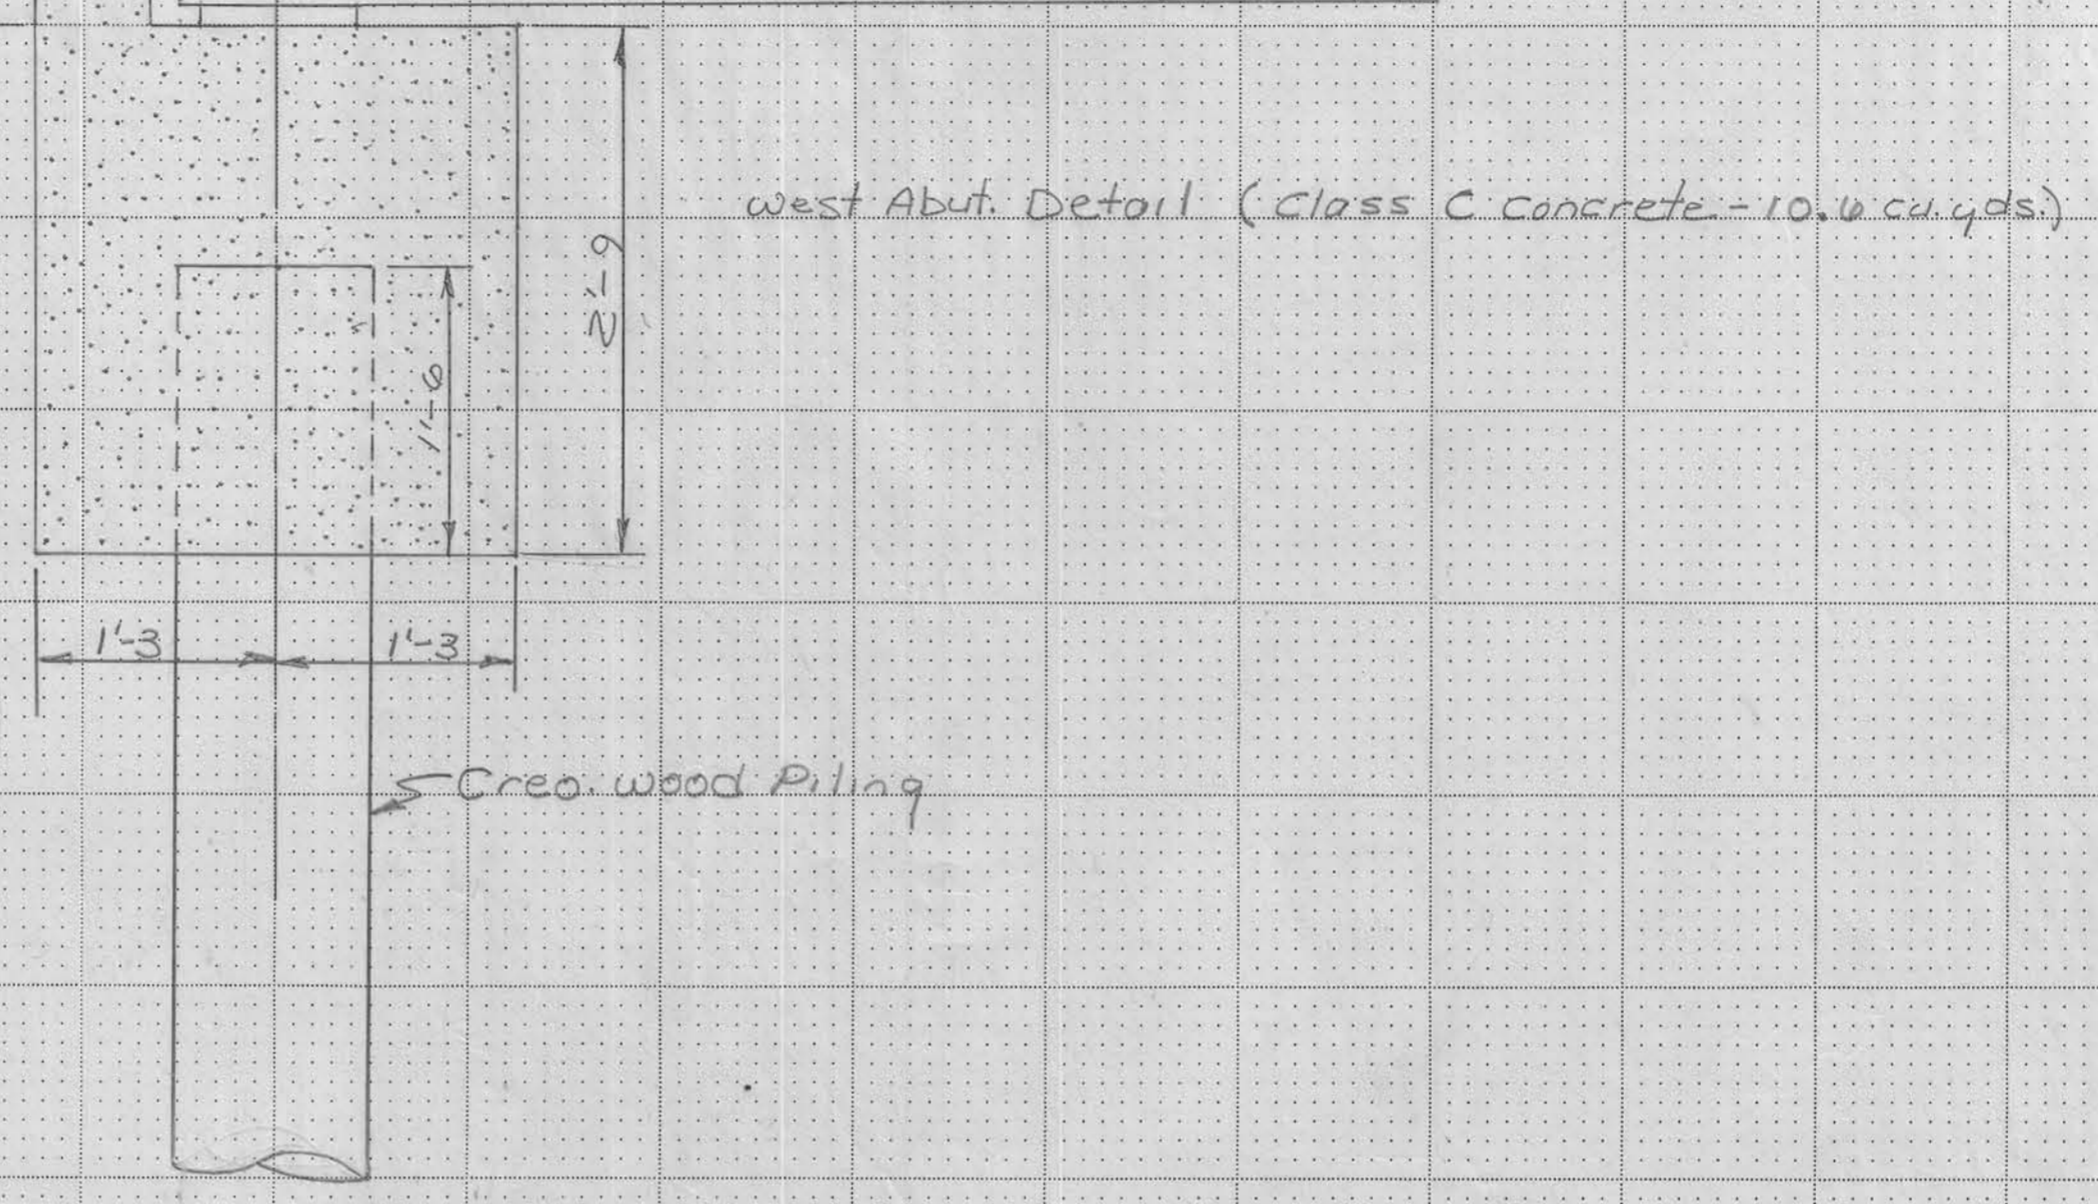 2'-9
West Abut. Detail (Class C Concrete - 10.6 cu. yds.)
1'-6
1'-3
1'-3
Creo. Wood Piling